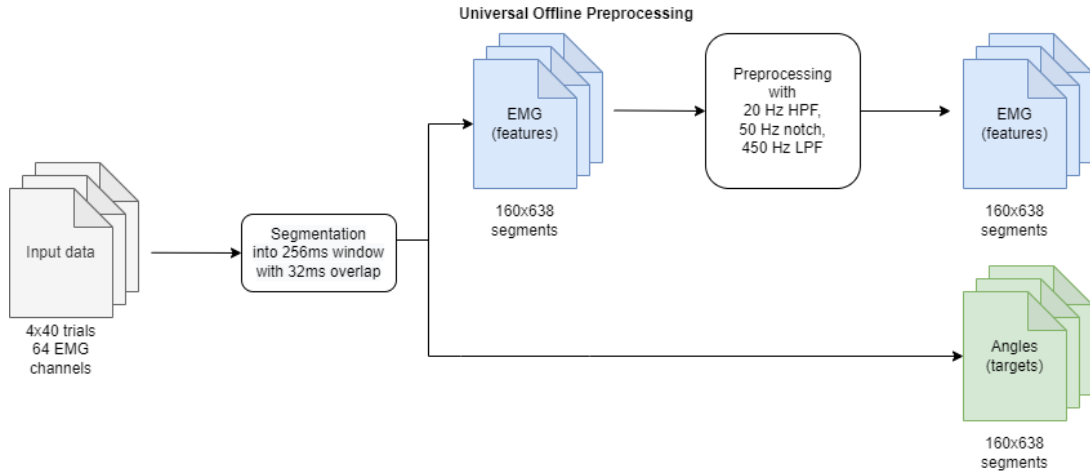 Universal Offline Preprocessing
Input data
4x40 trials
64 EMG
channels
Segmentation
into 256ms window
with 32ms overlap
EMG
(features)
160x638
segments
Preprocessing
with
20 Hz HPF,
50 Hz notch,
450 Hz LPF
EMG
(features)
160x638
segments
Angles
(targets)
160x638
segments